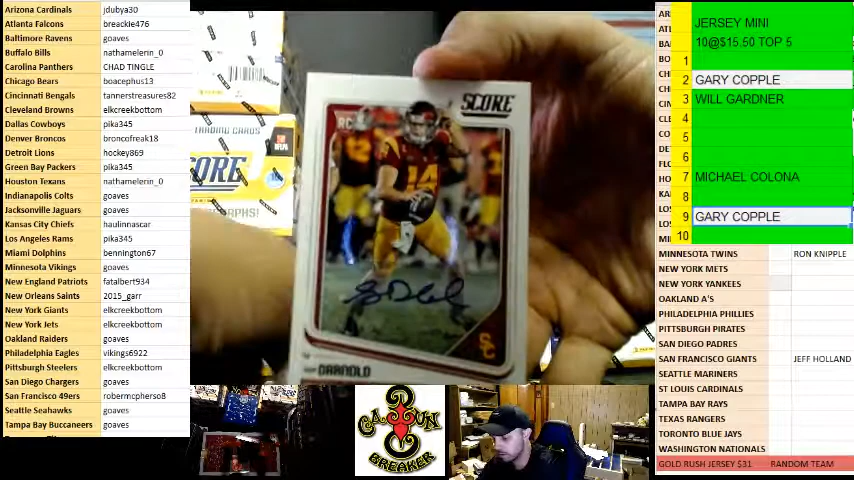 Arizona Cardinals jdubya30
Atlanta Falcons breackie476
Baltimore Ravens goaves
Buffalo Bills nathamelerin_0
Carolina Panthers CHAD TINGLE
Chicago Bears boacephus13
Cincinnati Bengals tannerstreasures82
Cleveland Browns elkcreekbottom
Dallas Cowboys pika345
Denver Broncos broncofreak18
Detroit Lions hockey869
Green Bay Packers pika345
Houston Texans nathamelerin_0
Indianapolis Colts goaves
Jacksonville Jaguars goaves
Kansas City Chiefs haulinnascar
Los Angeles Rams pika345
Miami Dolphins bennington67
Minnesota Vikings goaves
New England Patriots fatalbert934
New Orleans Saints 2015_garr
New York Giants elkcreekbottom
New York Jets elkcreekbottom
Oakland Raiders goaves
Philadelphia Eagles vikings6922
Pittsburgh Steelers elkcreekbottom
San Diego Chargers goaves
San Francisco 49ers robermcphers8
Seattle Seahawks goaves
Tampa Bay Buccaneers goaves
TRADING CARDS
ORE
SCORE
RC
14
SC
DARNOLD
CAJUN
BREAKER
JERSEY MINI
10@$15.50 TOP 5
1
2 GARY COPPLE
3 WILL GARDNER
4
5
6
7 MICHAEL COLONA
8
9 GARY COPPLE
10
MINNESOTA TWINS RON KNIPPLE
NEW YORK METS
NEW YORK YANKEES
OAKLAND A'S
PHILADELPHIA PHILLIES
PITTSBURGH PIRATES
SAN DIEGO PADRES
SAN FRANCISCO GIANTS JEFF HOLLAND
SEATTLE MARINERS
ST LOUIS CARDINALS
TAMPA BAY RAYS
TEXAS RANGERS
TORONTO BLUE JAYS
WASHINGTON NATIONALS
GOLD RUSH JERSEY $31 RANDOM TEAM